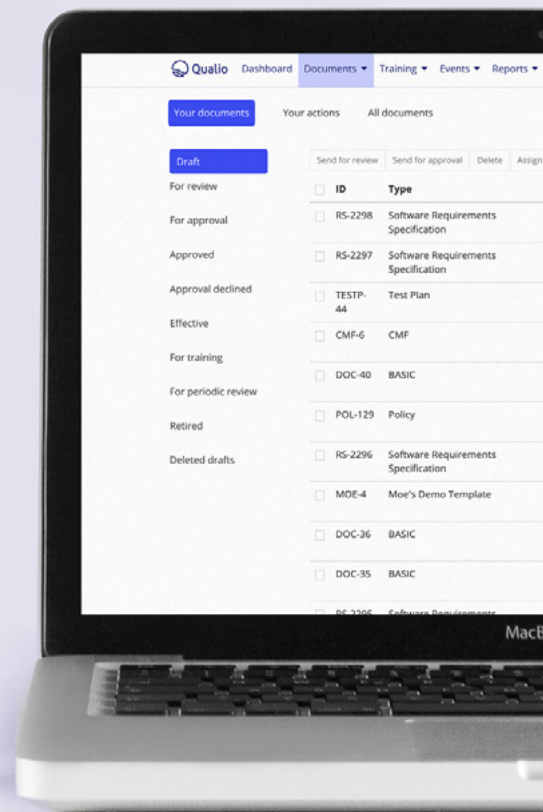 Qualio Dashboard Documents Training Events Reports
Your documents Your actions All documents
Draft
Send for review Send for approval Delete Assign
For review
ID Type
For approval
RS-2298 Software Requirements
Specification
Approved
RS-2297 Software Requirements
Specification
Approval declined
TESTP-
44 Test Plan
Effective
CMF-6 CMF
For training
DOC-40 BASIC
For periodic review
POL-129 Policy
Retired
RS-2296 Software Requirements
Specification
Deleted drafts
MOE-4 Moe's Demo Template
DOC-36 BASIC
DOC-35 BASIC
Software Requirements
MacB